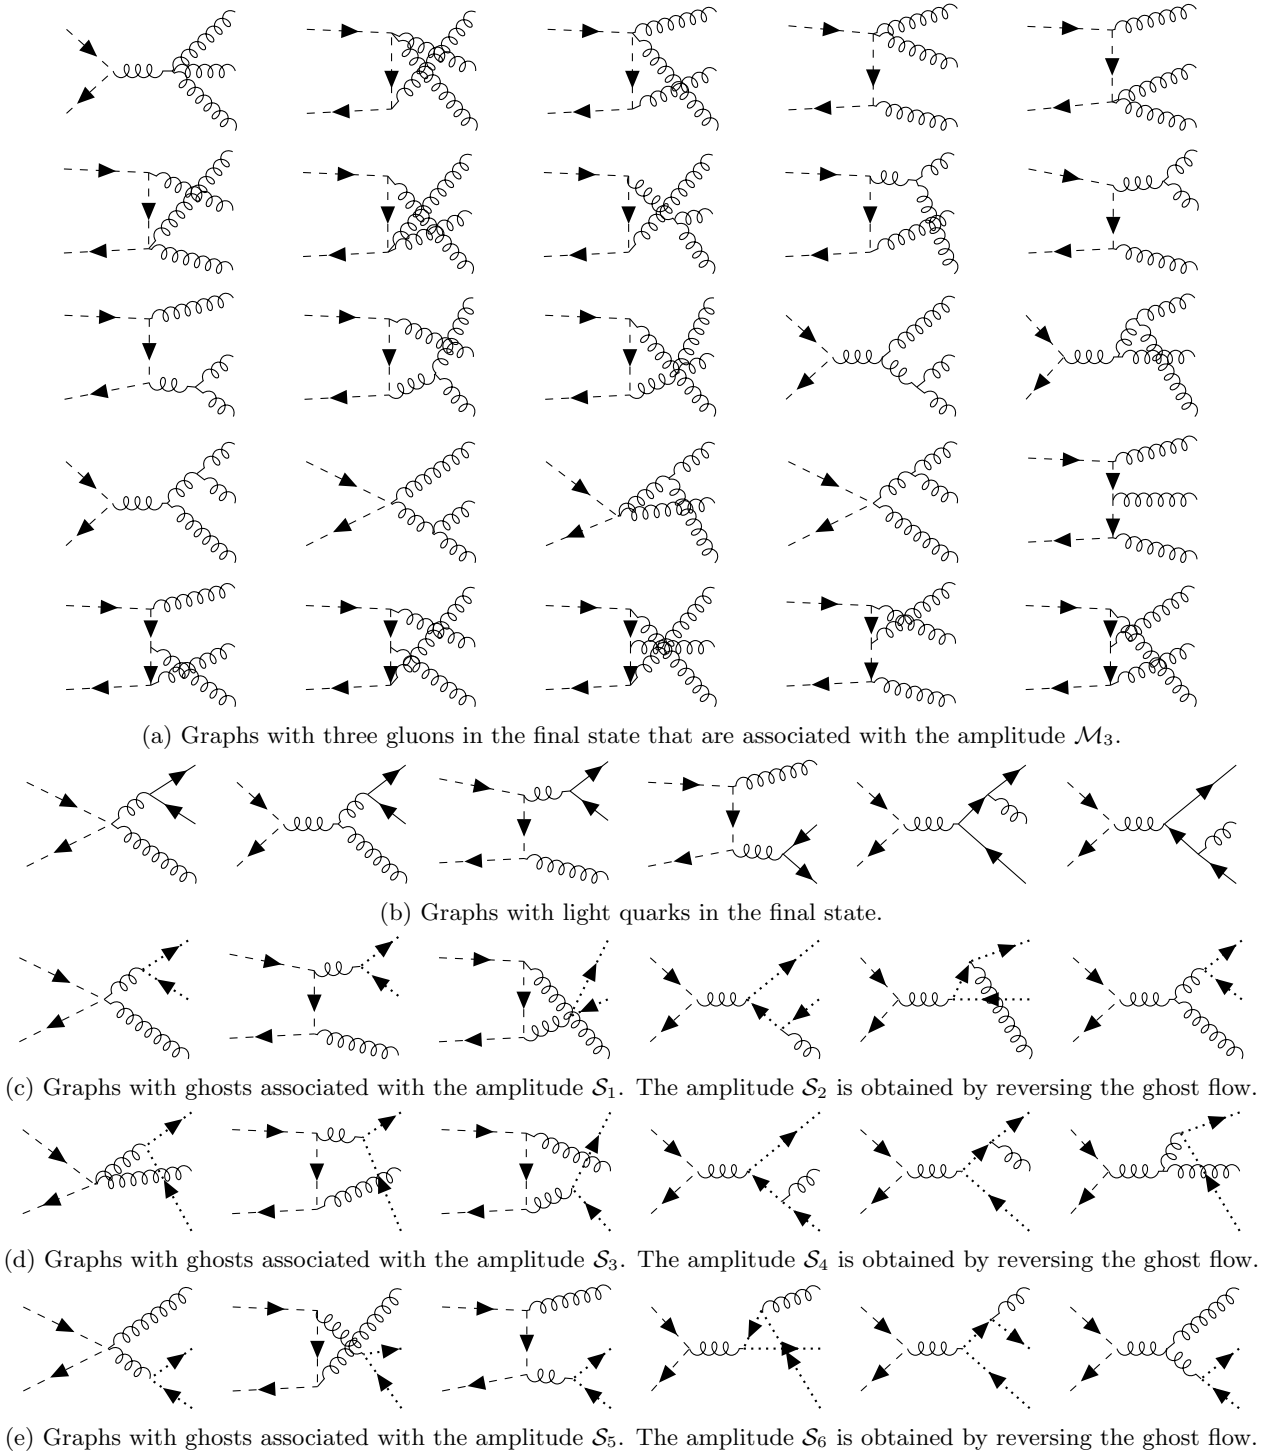 (a) Graphs with three gluons in the final state that are associated with the amplitude ℳ₃.
(b) Graphs with light quarks in the final state.
(c) Graphs with ghosts associated with the amplitude 𝒮₁. The amplitude 𝒮₂ is obtained by reversing the ghost flow.
(d) Graphs with ghosts associated with the amplitude 𝒮₃. The amplitude 𝒮₄ is obtained by reversing the ghost flow.
(e) Graphs with ghosts associated with the amplitude 𝒮₅. The amplitude 𝒮₆ is obtained by reversing the ghost flow.